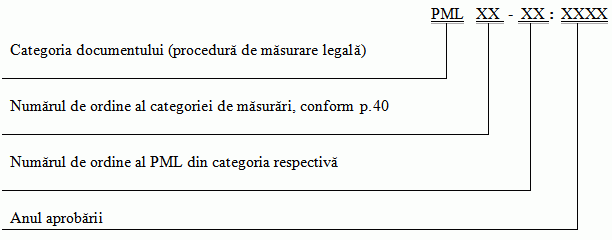 PML XX - XX : XXXX
Categoria documentului (procedură de măsurare legală)
Numărul de ordine al categoriei de măsurări, conform p.40
Numărul de ordine al PML din categoria respectivă
Anul aprobării